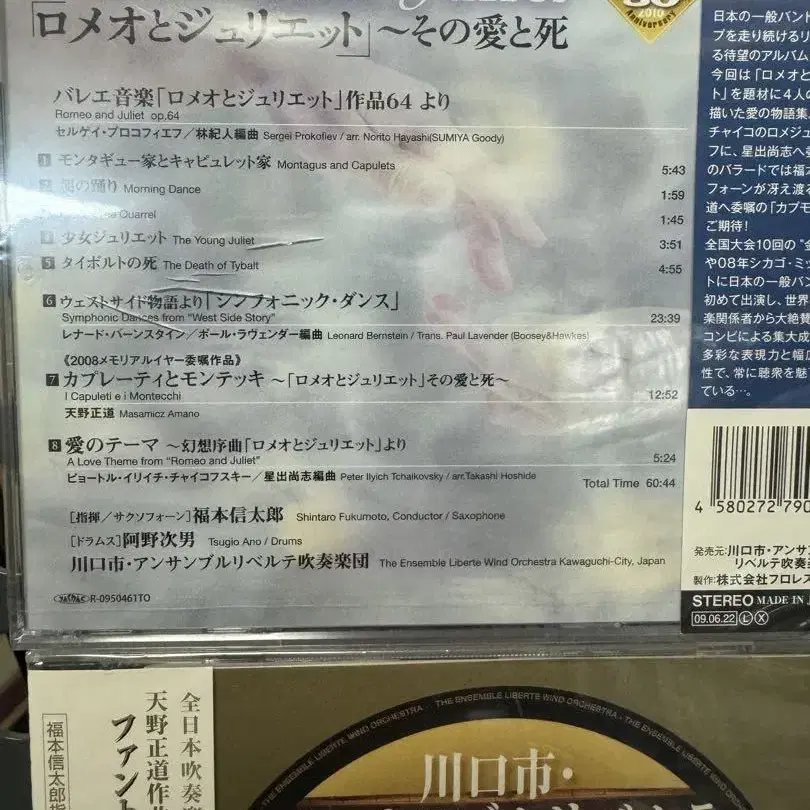 「ロメオとジュリエット」〜その愛と死
2010
Anniversary
バレエ音楽「ロメオとジュリエット」作品64 より
Romeo and Juliet op.64
セルゲイ・プロコフィエフ／林紀人編曲 Sergei Prokofiev / arr. Norito Hayashi(SUMIYA Goody)
1 モンタギュー家とキャピュレット家 Montagus and Capulets 5:43
の踊り Morning Dance 1:59
Quarrel 1:45
4 少女ジュリエット The Young Juliet 3:51
5 タイボルトの死 The Death of Tybalt 4:55
6 ウェストサイド物語より「シンフォニック・ダンス」
Symphonic Dances from "West Side Story" 23:39
レナード・バーンスタイン／ポール・ラヴェンダー編曲 Leonard Bernstein / Trans. Paul Lavender (Boosey&Hawkes)
《2008メモリアルイヤー委嘱作品》
7 カプレーティとモンテッキ 〜「ロメオとジュリエット」その愛と死〜
I Capuleti e i Montecchi 12:52
天野正道 Masamicz Amano
8 愛のテーマ 〜幻想序曲「ロメオとジュリエット」より
A Love Theme from "Romeo and Juliet" 5:24
ピョートル・イリイチ・チャイコフスキー／星出尚志編曲 Peter Ilyich Tchaikovsky / arr.Takashi Hoshide
Total Time 60:44
［指揮／サクソフォーン］福本信太郎 Shintaro Fukumoto, Conductor / Saxophone
［ドラムス］阿野次男 Tsugio Ano / Drums
川口市・アンサンブルリベルテ吹奏楽団 The Ensemble Liberte Wind Orchestra Kawaguchi-City, Japan
R-0950461TO
日本の一般バン
プを走り続けるリ
る待望のアルバム
今回は「ロメオと
ト」を題材に4人の
描いた愛の物語集。
チャイコのロメジュ
フに、星出尚志へ委
のバラードでは福本
フォーンが冴え渡る
道へ委嘱の「カプモ
ご期待!
全国大会10回の"金
や08年シカゴ・ミッ
トに日本の一般バン
初めて出演し、世界
楽関係者から大絶賛
コンビによる集大成
多彩な表現力と幅広
性で、常に聴衆を魅了
ている…。
4 580272 790
発売元:川口市・アンサ
リベルテ吹奏楽
製作:株式会社フロレス
STEREO MADE IN J
09.06.22 L X
全日本吹奏楽
天野正道作曲
ファント
福本信太郎指
THE ENSEMBLE LIBERTE WIND ORCHESTRA · THE ENSEMBLE LIBERTE WIND ORCHESTRA · THE ENSEMBLE LIBERTE WIND ORCHESTRA
川口市・